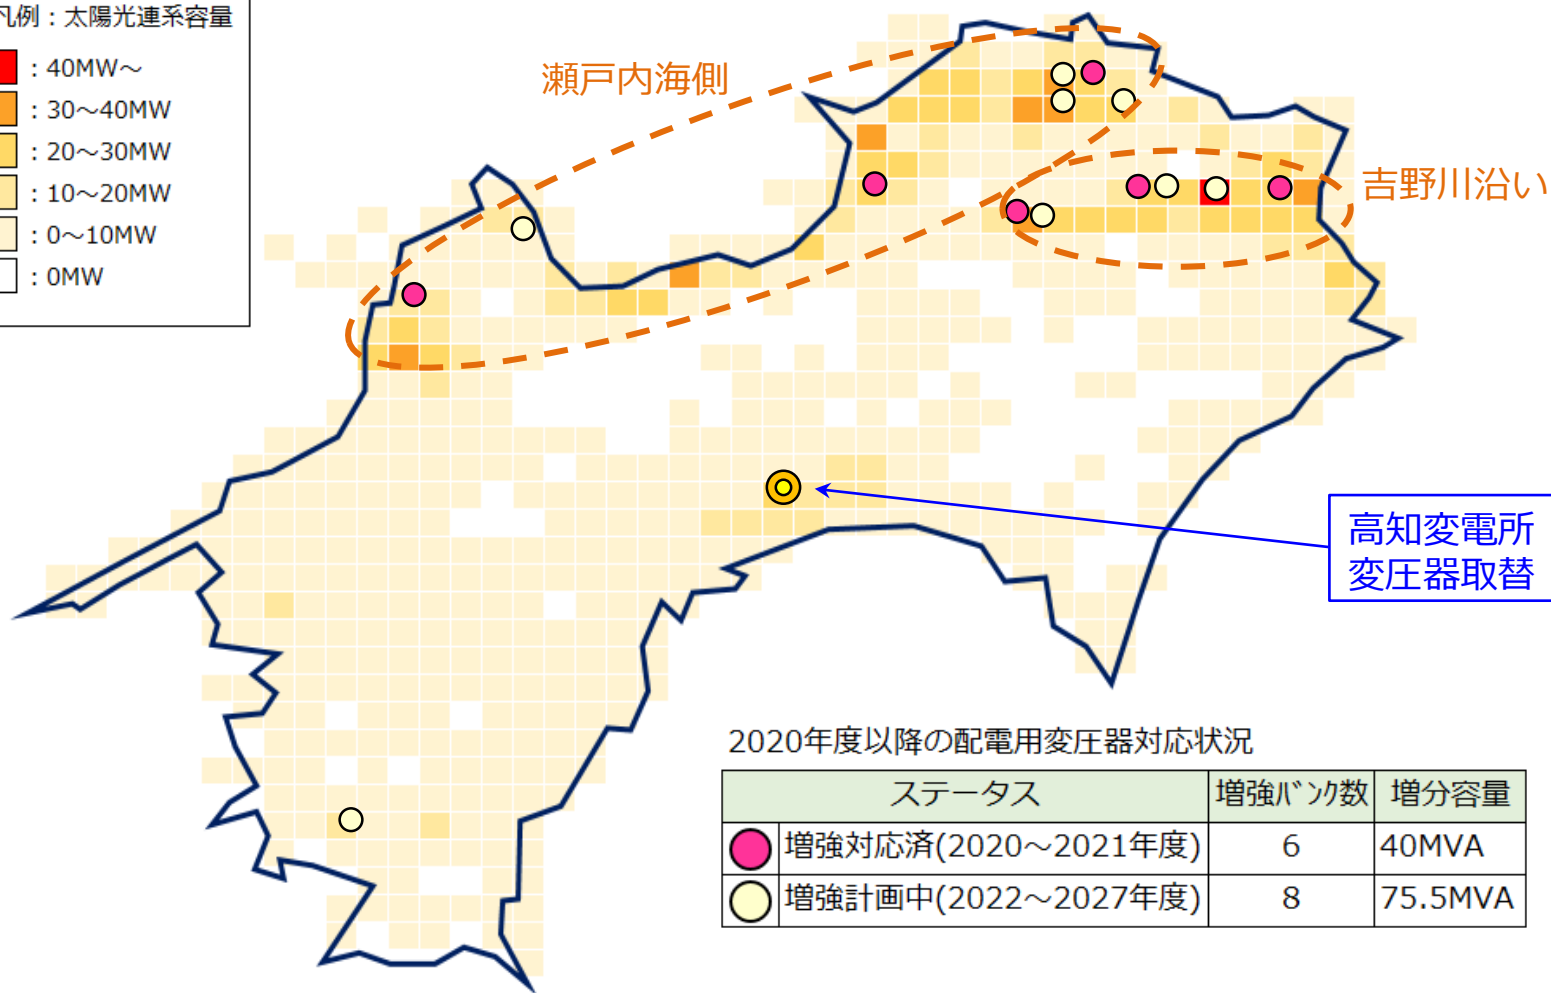 凡例：太陽光連系容量
：40MW～
：30～40MW
：20～30MW
：10～20MW
：0～10MW
：0MW
瀬戸内海側
吉野川沿い
高知変電所
変圧器取替
2020年度以降の配電用変圧器対応状況
ステータス 増強ﾊﾞﾝｸ数 増分容量
増強対応済(2020～2021年度) 6 40MVA
増強計画中(2022～2027年度) 8 75.5MVA